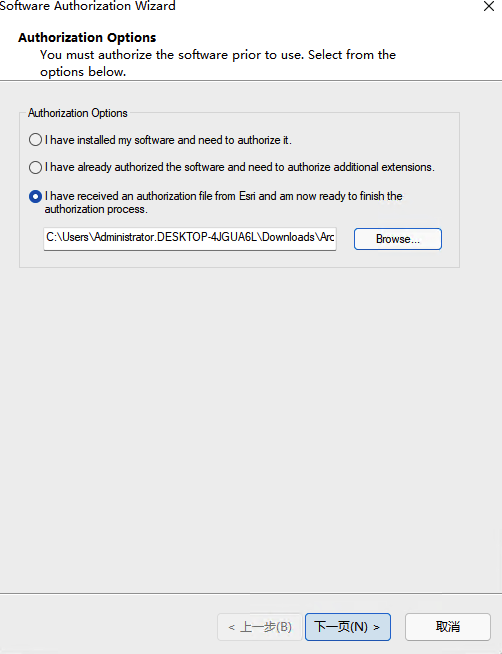 Software Authorization Wizard
Authorization Options
You must authorize the software prior to use. Select from the
options below.
Authorization Options
I have installed my software and need to authorize it.
I have already authorized the software and need to authorize additional extensions.
I have received an authorization file from Esri and am now ready to finish the
authorization process.
C:\Users\Administrator.DESKTOP-4JGUA6L\Downloads\Arc
Browse...
< 上一步(B)
下一页(N) >
取消